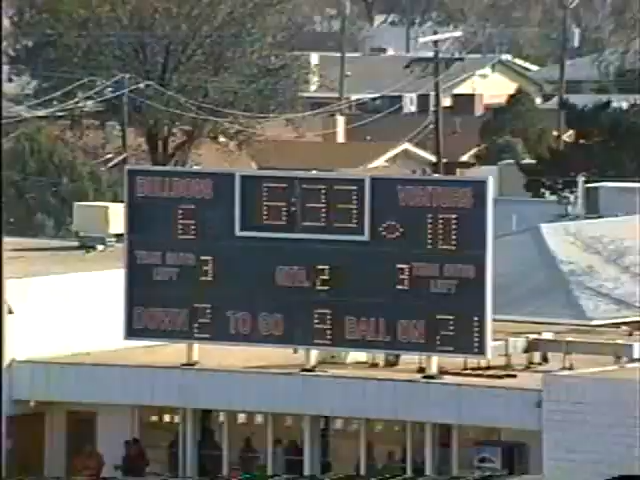 BULLDOGS 6:33 VISITORS
6 10
TIME OUTS LEFT 3 QTR. 2 3 TIME OUTS LEFT
DOWN 2 TO GO 9 BALL ON 21